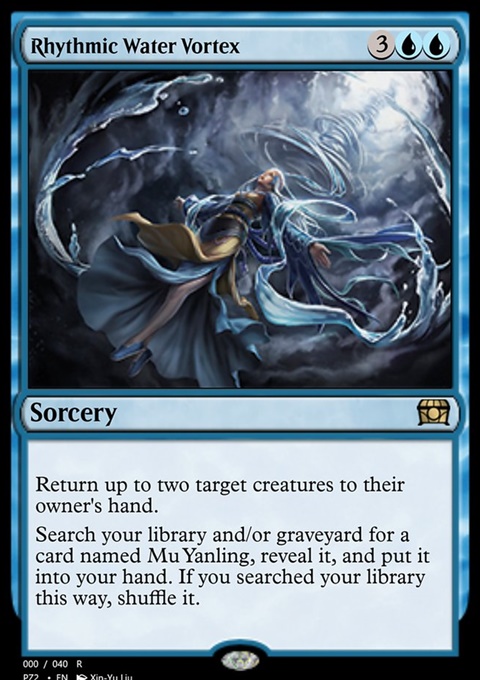 Rhythmic Water Vortex 3
Sorcery
Return up to two target creatures to their
owner's hand.
Search your library and/or graveyard for a
card named Mu Yanling, reveal it, and put it
into your hand. If you searched your library
this way, shuffle it.
000 / 040 R
PZ2 • EN Xin-Yu Liu